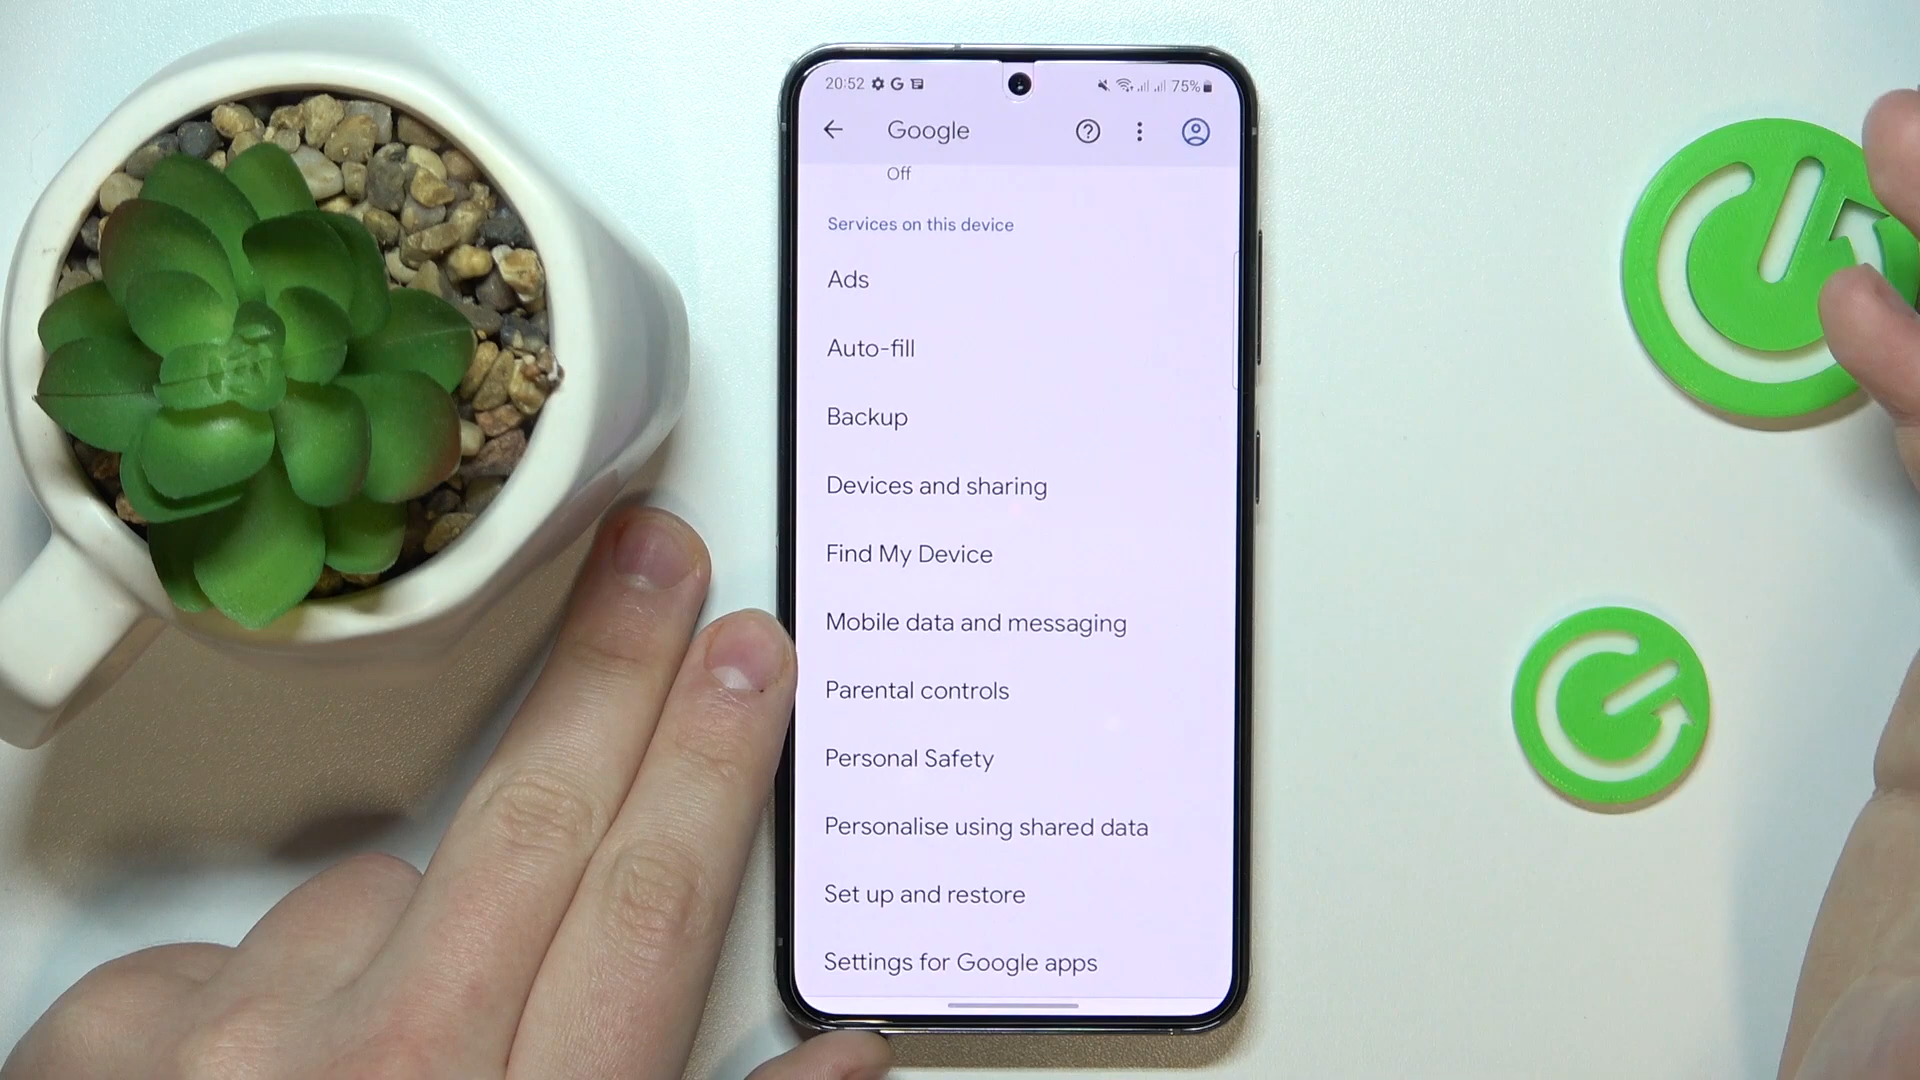 20:52 G 75%
Google
Off
Services on this device
Ads
Auto-fill
Backup
Devices and sharing
Find My Device
Mobile data and messaging
Parental controls
Personal Safety
Personalise using shared data
Set up and restore
Settings for Google apps